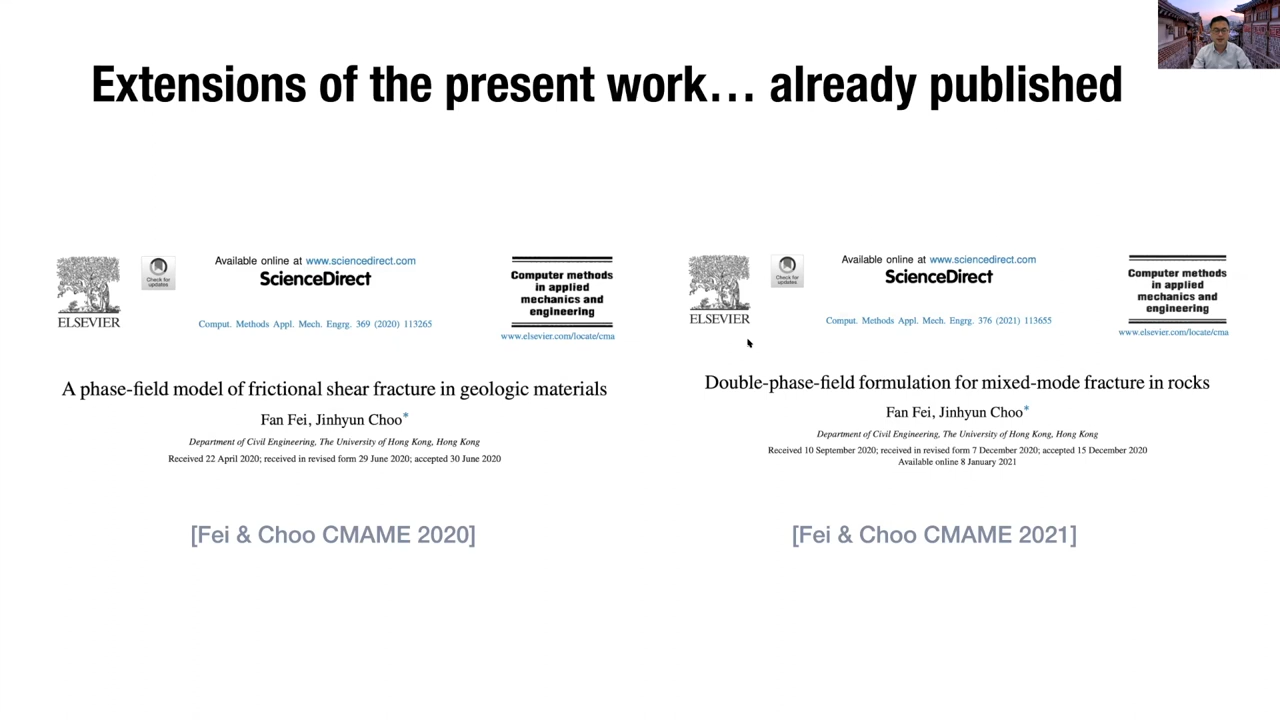 Extensions of the present work… already published
ELSEVIER
Check for
updates
Available online at www.sciencedirect.com
ScienceDirect
Comput. Methods Appl. Mech. Engrg. 369 (2020) 113265
Computer methods
in applied
mechanics and
engineering
www.elsevier.com/locate/cma
A phase-field model of frictional shear fracture in geologic materials
Fan Fei, Jinhyun Choo*
Department of Civil Engineering, The University of Hong Kong, Hong Kong
Received 22 April 2020; received in revised form 29 June 2020; accepted 30 June 2020
[Fei & Choo CMAME 2020]
ELSEVIER
Check for
updates
Available online at www.sciencedirect.com
ScienceDirect
Comput. Methods Appl. Mech. Engrg. 376 (2021) 113655
Computer methods
in applied
mechanics and
engineering
www.elsevier.com/locate/cma
Double-phase-field formulation for mixed-mode fracture in rocks
Fan Fei, Jinhyun Choo*
Department of Civil Engineering, The University of Hong Kong, Hong Kong
Received 10 September 2020; received in revised form 7 December 2020; accepted 15 December 2020
Available online 8 January 2021
[Fei & Choo CMAME 2021]